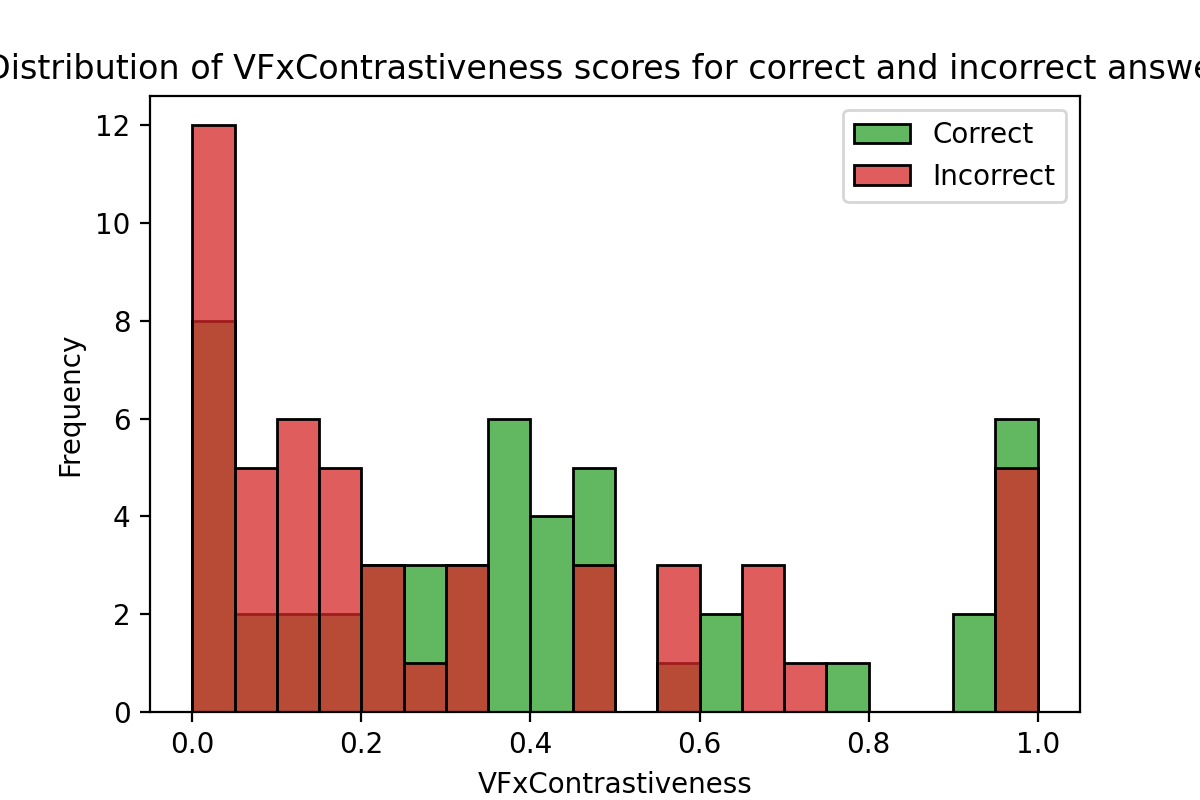 Distribution of VFxContrastiveness scores for correct and incorrect
Correct
Incorrect
12
10
8
6
4
2
0
Frequency
0.0 0.2 0.4 0.6 0.8 1.0
VFxContrastiveness